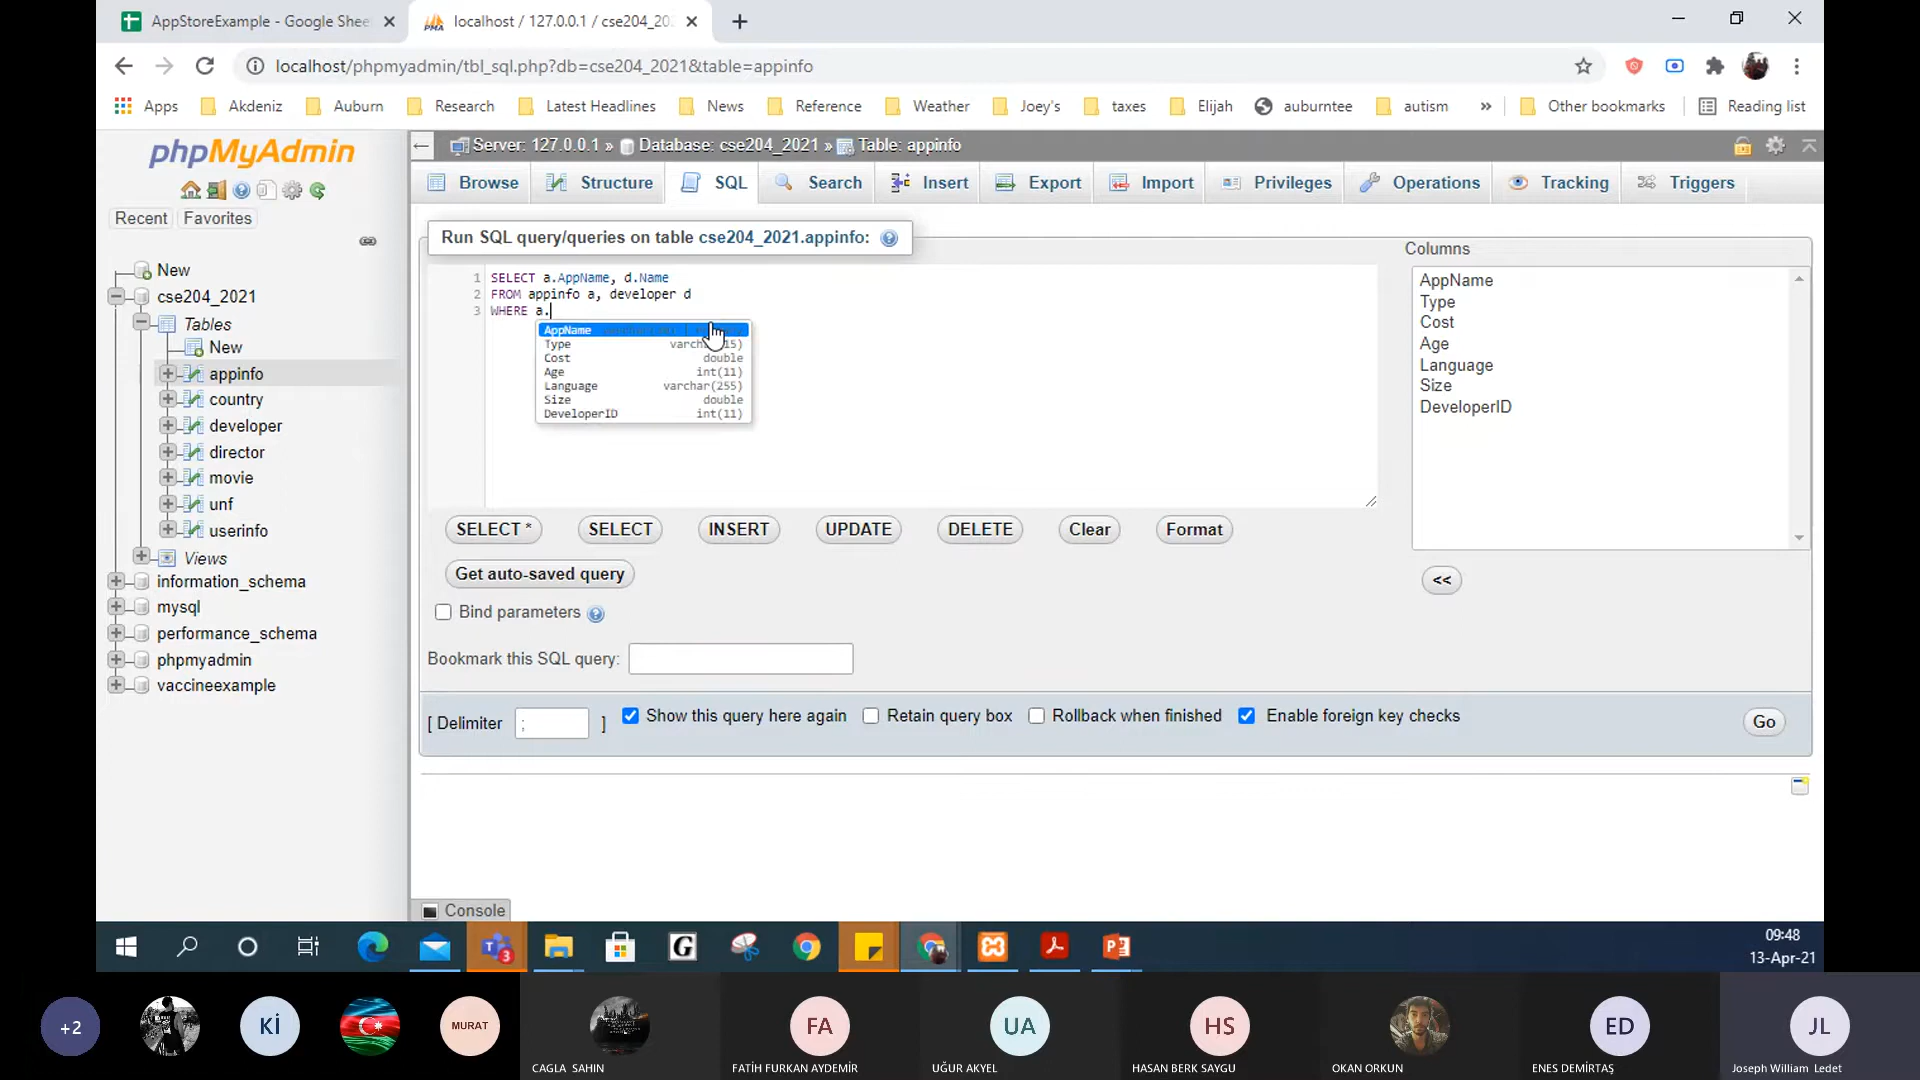 AppStoreExample - Google Shee
localhost / 127.0.0.1 / cse204_20
localhost/phpmyadmin/tbl_sql.php?db=cse204_2021&table=appinfo
Apps
Akdeniz
Auburn
Research
Latest Headlines
News
Reference
Weather
Joey's
taxes
Elijah
auburntee
autism
»
Other bookmarks
Reading list
phpMyAdmin
Recent
Favorites
New
cse204_2021
Tables
New
appinfo
country
developer
director
movie
unf
userinfo
Views
information_schema
mysql
performance_schema
phpmyadmin
vaccineexample
Server: 127.0.0.1 » Database: cse204_2021 » Table: appinfo
Browse
Structure
SQL
Search
Insert
Export
Import
Privileges
Operations
Tracking
Triggers
Run SQL query/queries on table cse204_2021.appinfo:
1 SELECT a.AppName, d.Name
2 FROM appinfo a, developer d
3 WHERE a.
AppName
Type
Cost double
Age int(11)
Language varchar(255)
Size double
DeveloperID int(11)
Columns
AppName
Type
Cost
Age
Language
Size
DeveloperID
<<
SELECT *
SELECT
INSERT
UPDATE
DELETE
Clear
Format
Get auto-saved query
Bind parameters
Bookmark this SQL query:
[ Delimiter ; ]
Show this query here again
Retain query box
Rollback when finished
Enable foreign key checks
Go
Console
3
G
09:48
13-Apr-21
+2
Kİ
MURAT
CAGLA SAHIN
FA
FATİH FURKAN AYDEMİR
UA
UĞUR AKYEL
HS
HASAN BERK SAYGU
OKAN ORKUN
ED
ENES DEMİRTAŞ
JL
Joseph William Ledet